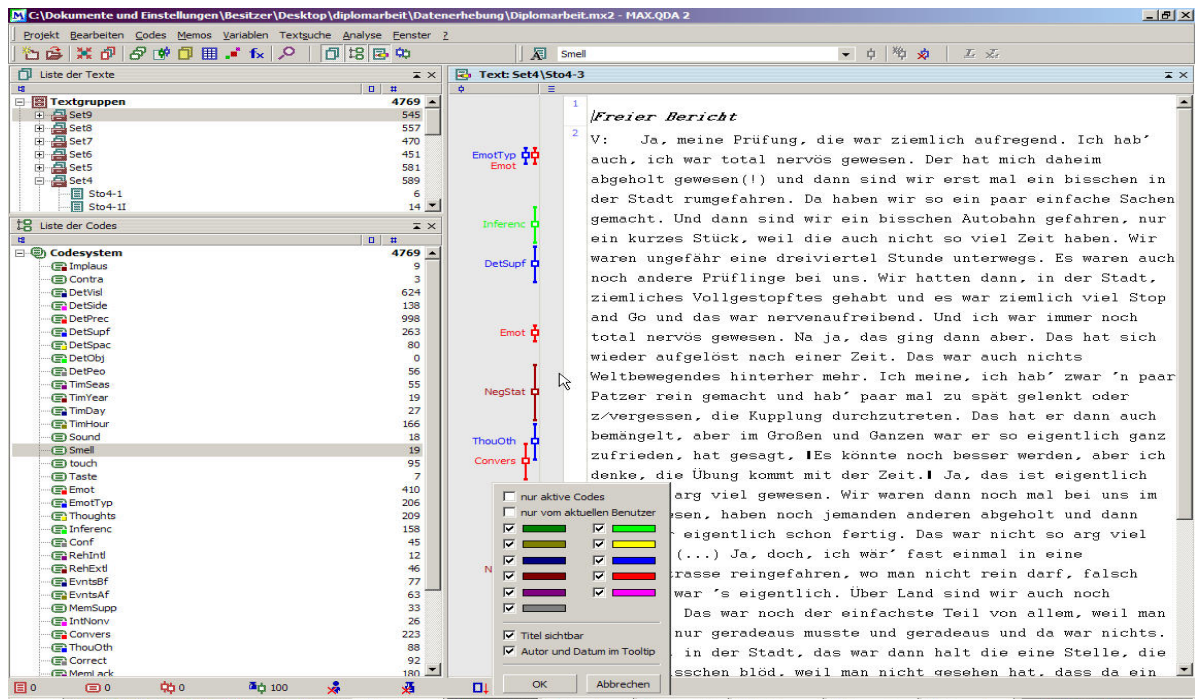 C:\Dokumente und Einstellungen\Besitzer\Desktop\diplomarbeit\Datenerhebung\Diplomarbeit.mx2 - MAX.QDA 2
Projekt Bearbeiten Codes Memos Variablen Textsuche Analyse Fenster ?
Smell
Liste der Texte
Textgruppen 4769
Set9 545
Set8 557
Set7 470
Set6 451
Set5 581
Set4 589
Sto4-1 6
Sto4-1I 14
Liste der Codes
Codesystem 4769
Implaus 9
Contra 3
DetVisl 624
DetSide 138
DetPrec 998
DetSupf 263
DetSpac 80
DetObj 0
DetPeo 56
TimSeas 55
TimYear 19
TimDay 27
TimHour 166
Sound 18
Smell 19
touch 95
Taste 7
Emot 410
EmotTyp 206
Thoughts 209
Inferenc 158
Conf 45
RehIntl 12
RehExtl 46
EvntsBf 77
EvntsAf 63
MemSupp 33
IntNonv 26
Convers 223
ThouOth 88
Correct 92
MemLack 180
0 0 0 100
Text: Set4\Sto4-3
EmotTyp
Emot
Inferenc
DetSupf
Emot
NegStat
ThouOth
Convers
N
1
Freier Bericht
2
V: Ja, meine Prüfung, die war ziemlich aufregend. Ich hab´
auch, ich war total nervös gewesen. Der hat mich daheim
abgeholt gewesen(!) und dann sind wir erst mal ein bisschen in
der Stadt rumgefahren. Da haben wir so ein paar einfache Sachen
gemacht. Und dann sind wir ein bisschen Autobahn gefahren, nur
ein kurzes Stück, weil die auch nicht so viel Zeit haben. Wir
waren ungefähr eine dreiviertel Stunde unterwegs. Es waren auch
noch andere Prüflinge bei uns. Wir hatten dann, in der Stadt,
ziemliches Vollgestopftes gehabt und es war ziemlich viel Stop
and Go und das war nervenaufreibend. Und ich war immer noch
total nervös gewesen. Na ja, das ging dann aber. Das hat sich
wieder aufgelöst nach einer Zeit. Das war auch nichts
Weltbewegendes hinterher mehr. Ich meine, ich hab´ zwar ´n paar
Patzer rein gemacht und hab´ paar mal zu spät gelenkt oder
z/vergessen, die Kupplung durchzutreten. Das hat er dann auch
bemängelt, aber im Großen und Ganzen war er so eigentlich ganz
zufrieden, hat gesagt, Es könnte noch besser werden, aber ich
denke, die Übung kommt mit der Zeit. Ja, das ist eigentlich
arg viel gewesen. Wir waren dann noch mal bei uns im
sen, haben noch jemanden anderen abgeholt und dann
eigentlich schon fertig. Das war nicht so arg viel
(...) Ja, doch, ich wär´ fast einmal in eine
trasse reingefahren, wo man nicht rein darf, falsch
war ´s eigentlich. Über Land sind wir auch noch
Das war noch der einfachste Teil von allem, weil man
nur geradeaus musste und geradeaus und da war nichts.
in der Stadt, das war dann halt die eine Stelle, die
sschen blöd, weil man nicht gesehen hat, dass da ein
nur aktive Codes
nur vom aktuellen Benutzer
Titel sichtbar
Autor und Datum im Tooltip
OK Abbrechen